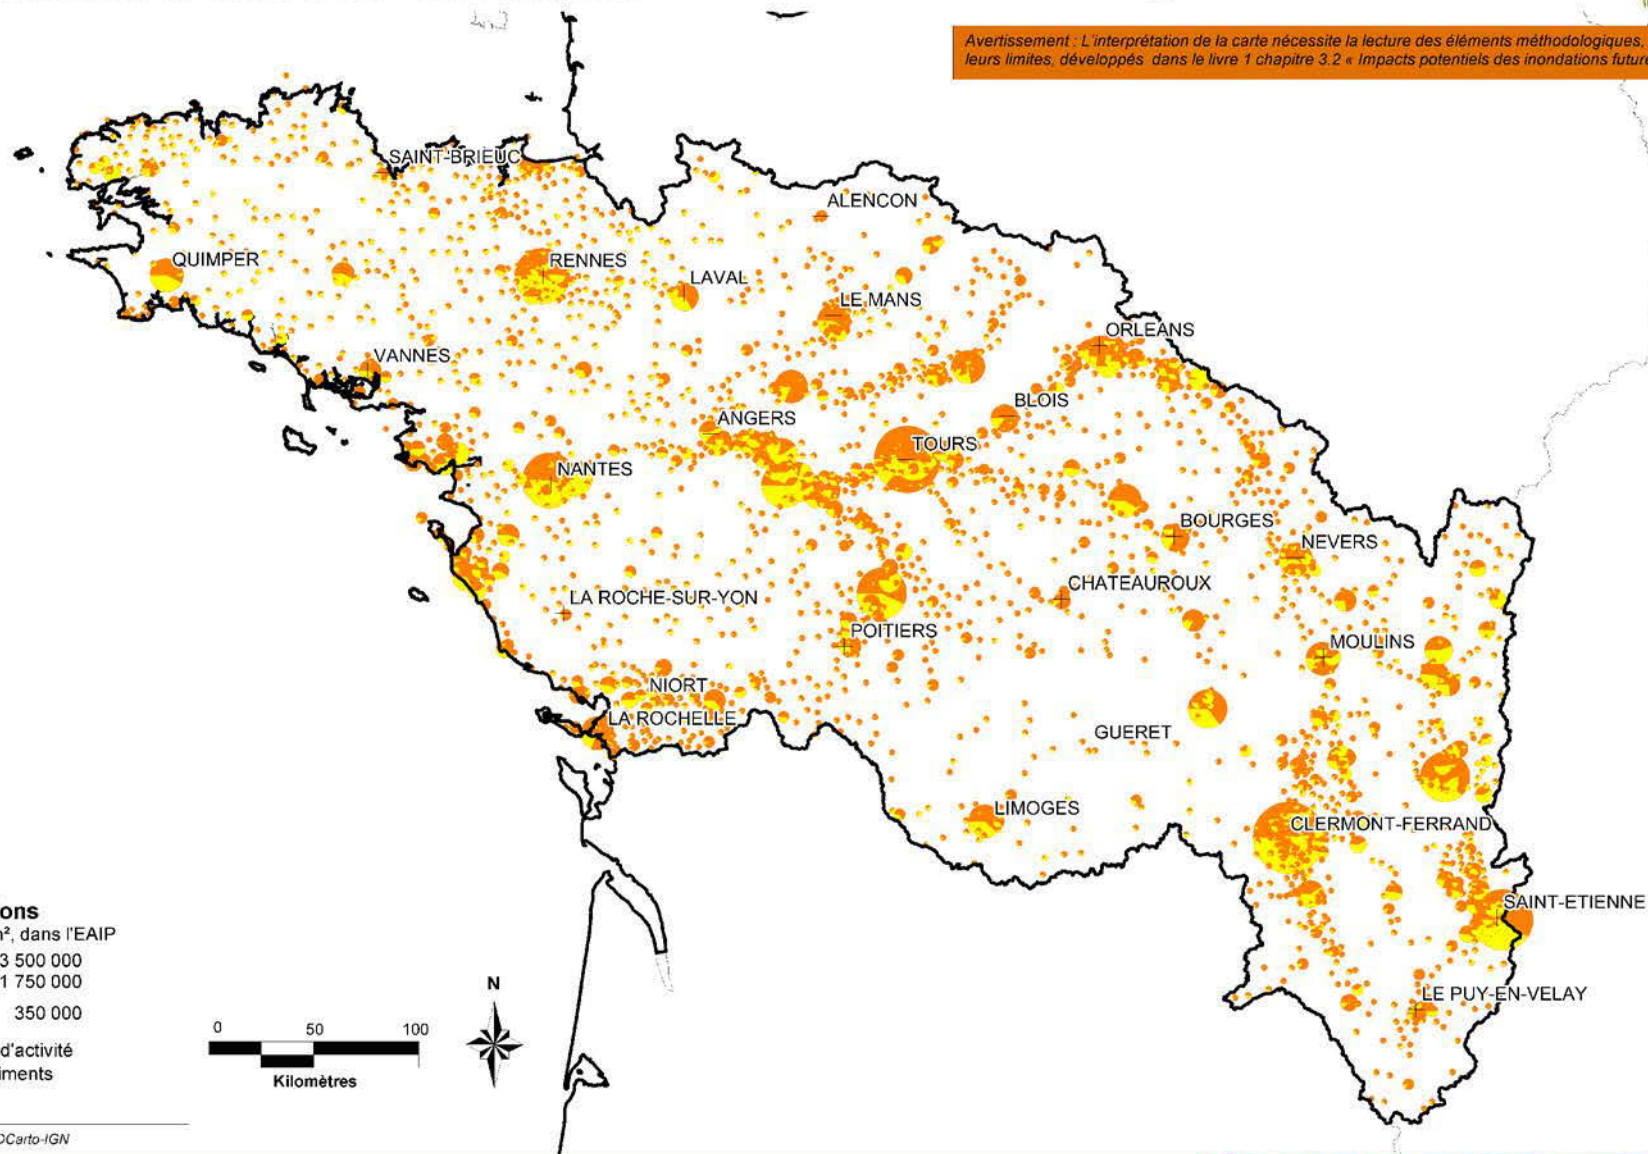 Avertissement : L'interprétation de la carte nécessite la lecture des éléments méthodologiques,
leurs limites, développés dans le livre 1 chapitre 3.2 « Impacts potentiels des inondations future
SAINT-BRIEUC
ALENCON
QUIMPER
RENNES
LAVAL
LE MANS
ORLEANS
VANNES
BLOIS
ANGERS
TOURS
NANTES
BOURGES
NEVERS
CHATEAUROUX
LA ROCHE-SUR-YON
POITIERS
MOULINS
NIORT
LA ROCHELLE
GUERET
LIMOGES
CLERMONT-FERRAND
SAINT-ETIENNE
LE PUY-EN-VELAY
ons
², dans l'EAIP
3 500 000
1 750 000
350 000
d'activité
iments
0 50 100
Kilomètres
N
Carto-IGN